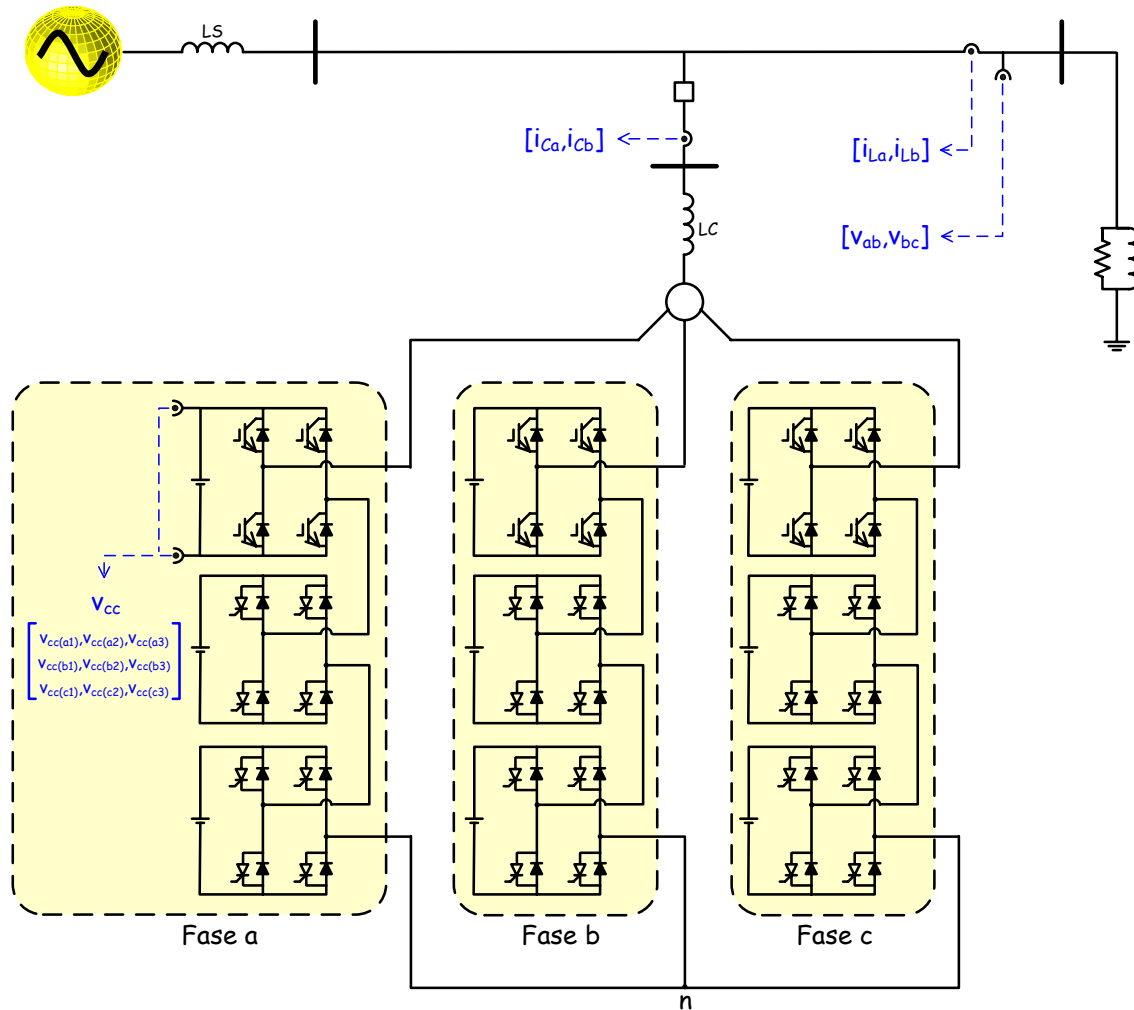 LS
[iCa,iCb]
[iLa,iLb]
[vab,vbc]
LC
vcc
vcc(a1),vcc(a2),vcc(a3)
vcc(b1),vcc(b2),vcc(b3)
vcc(c1),vcc(c2),vcc(c3)
Fase a
Fase b
Fase c
n